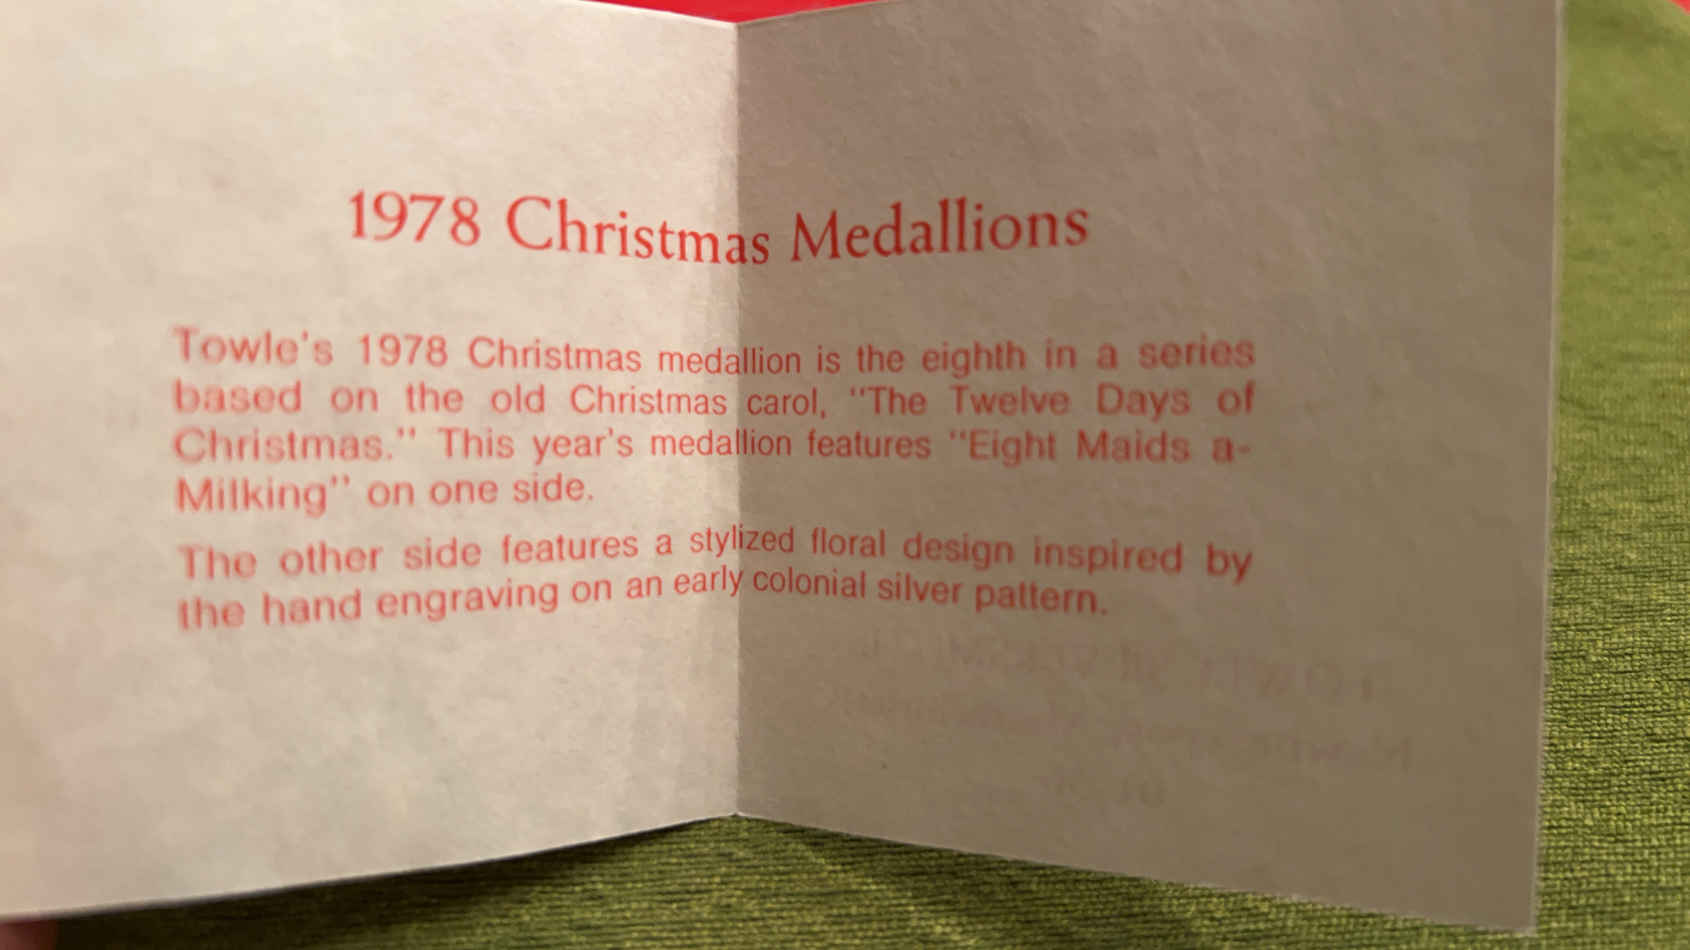 1978 Christmas Medallions
Towle's 1978 Christmas medallion is the eighth in a series
based on the old Christmas carol, "The Twelve Days of
Christmas." This year's medallion features "Eight Maids a-
Milking" on one side.
The other side features a stylized floral design inspired by
the hand engraving on an early colonial silver pattern.